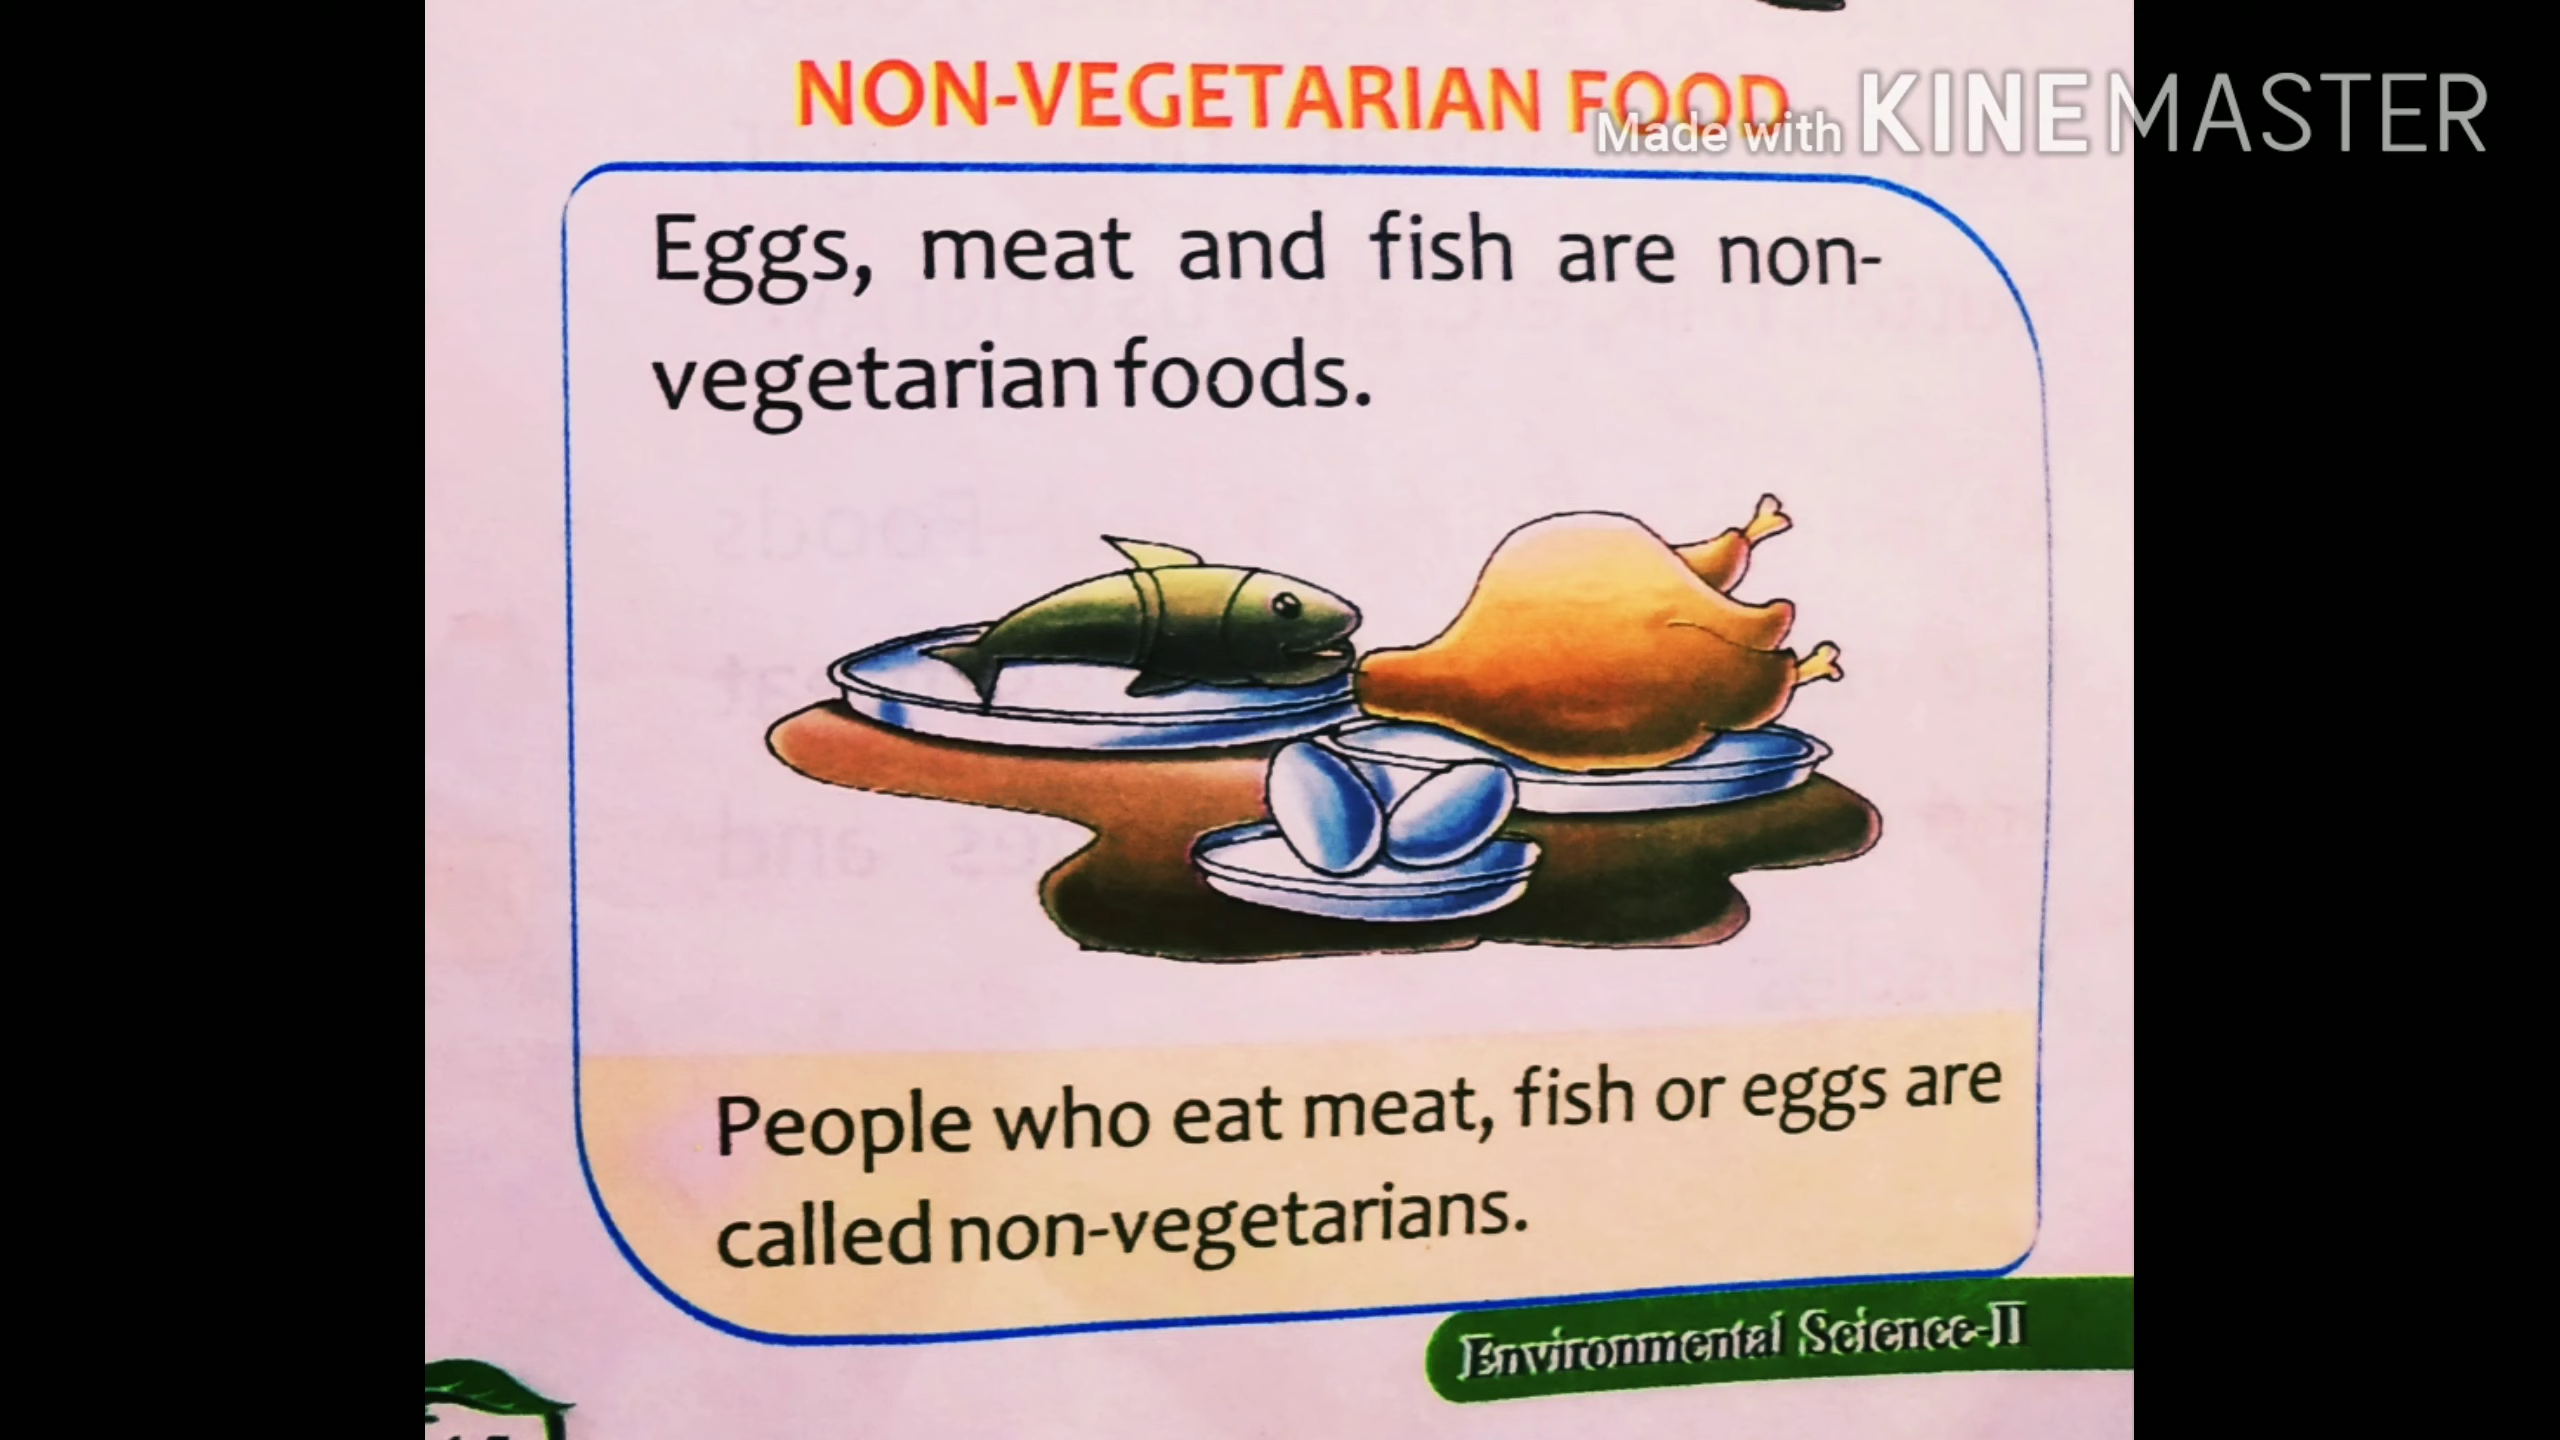 NON-VEGETARIAN FOOD
Made with KINEMASTER
Eggs, meat and fish are non-
vegetarian foods.
People who eat meat, fish or eggs are
called non-vegetarians.
Environmental Science-II